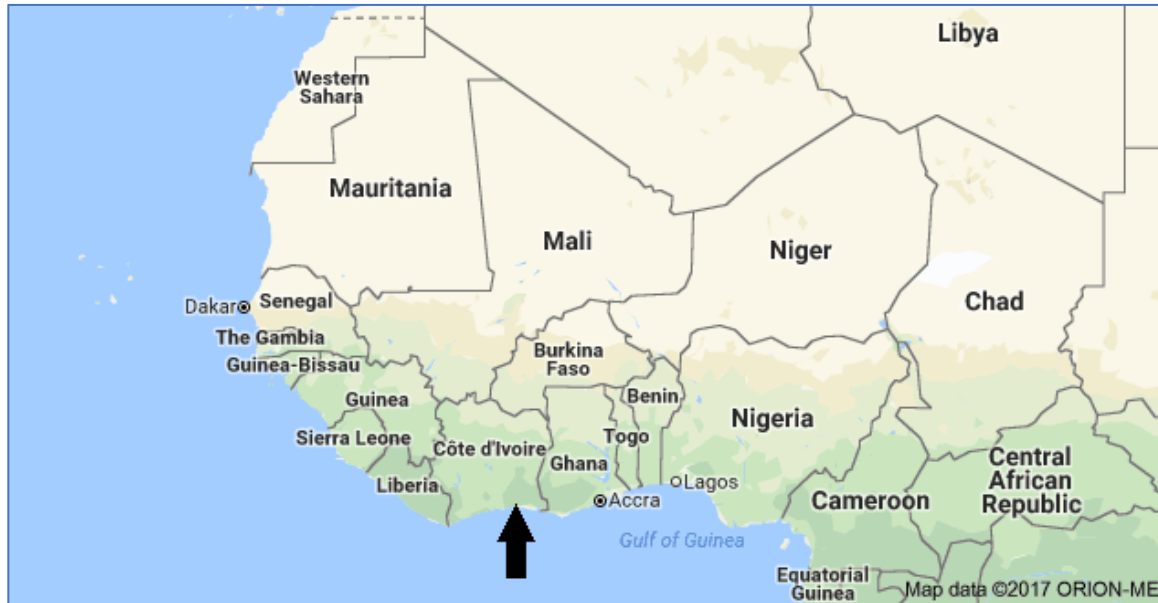 Libya
Western
Sahara
Mauritania
Mali
Niger
Chad
Dakar
Senegal
The Gambia
Guinea-Bissau
Burkina
Faso
Benin
Guinea
Nigeria
Togo
Sierra Leone
Côte d'Ivoire
Ghana
Central
African
Republic
Liberia
Lagos
Accra
Cameroon
Gulf of Guinea
Equatorial
Guinea
Map data ©2017 ORION-ME